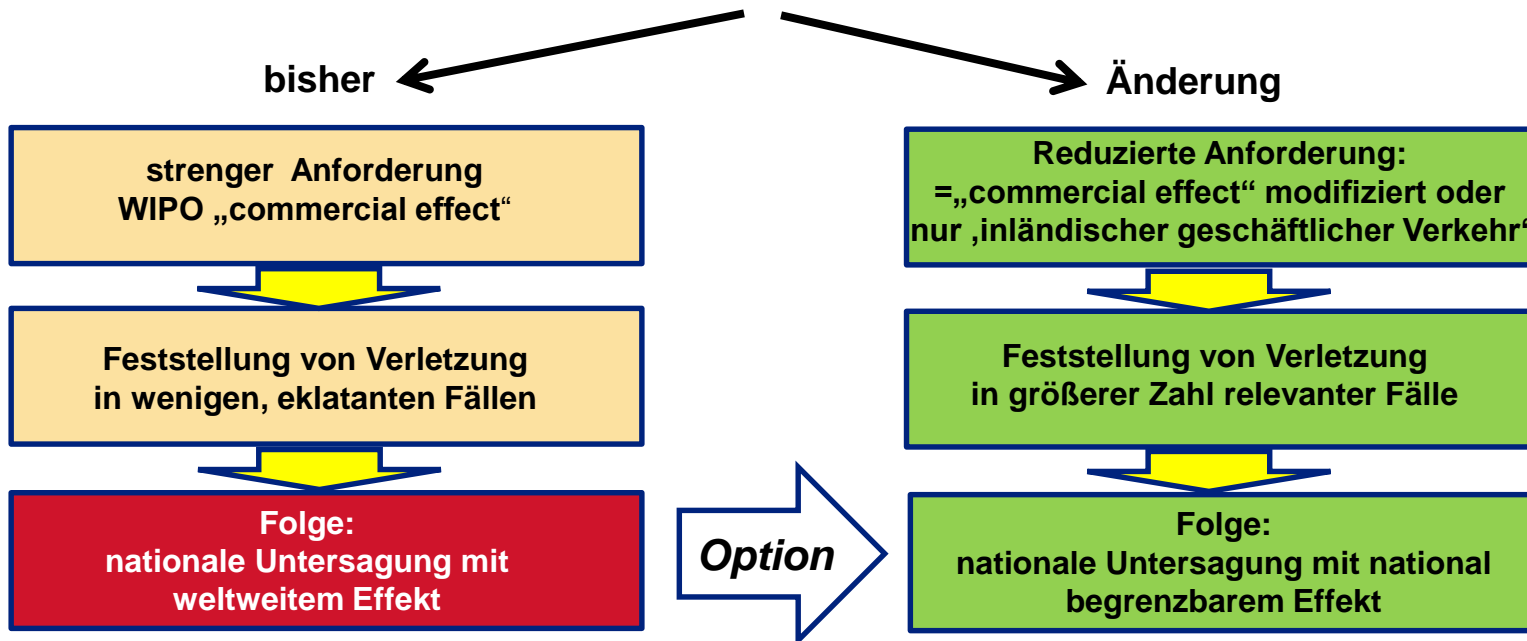 bisher
strenger Anforderung
WIPO „commercial effect“
Feststellung von Verletzung
in wenigen, eklatanten Fällen
Folge:
nationale Untersagung mit
weltweitem Effekt
Option
Änderung
Reduzierte Anforderung:
=„commercial effect“ modifiziert oder
nur ‚inländischer geschäftlicher Verkehr‘
Feststellung von Verletzung
in größerer Zahl relevanter Fälle
Folge:
nationale Untersagung mit national
begrenzbarem Effekt